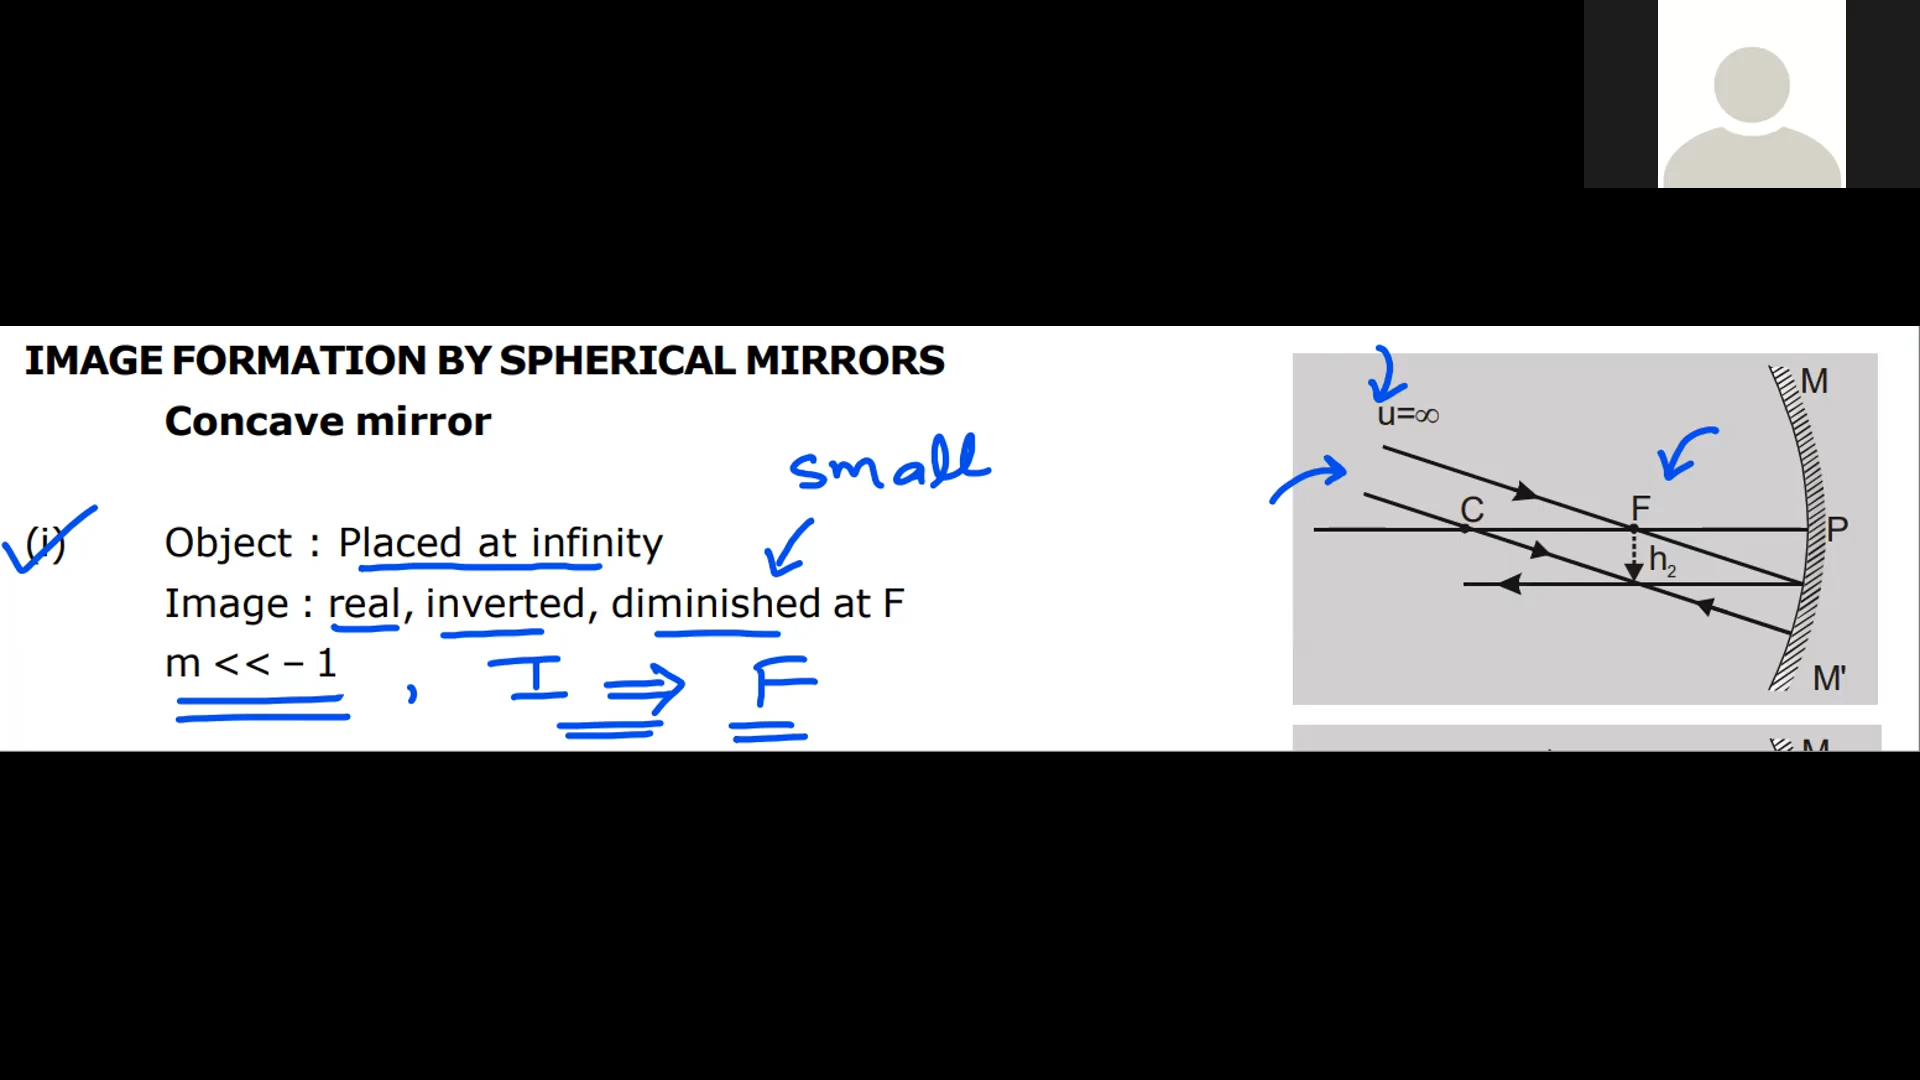 IMAGE FORMATION BY SPHERICAL MIRRORS
Concave mirror
small
(i) Object : Placed at infinity
Image : real, inverted, diminished at F
m << – 1 , I ⇒ F
u=∞
M
C
F
P
h₂
M'
M